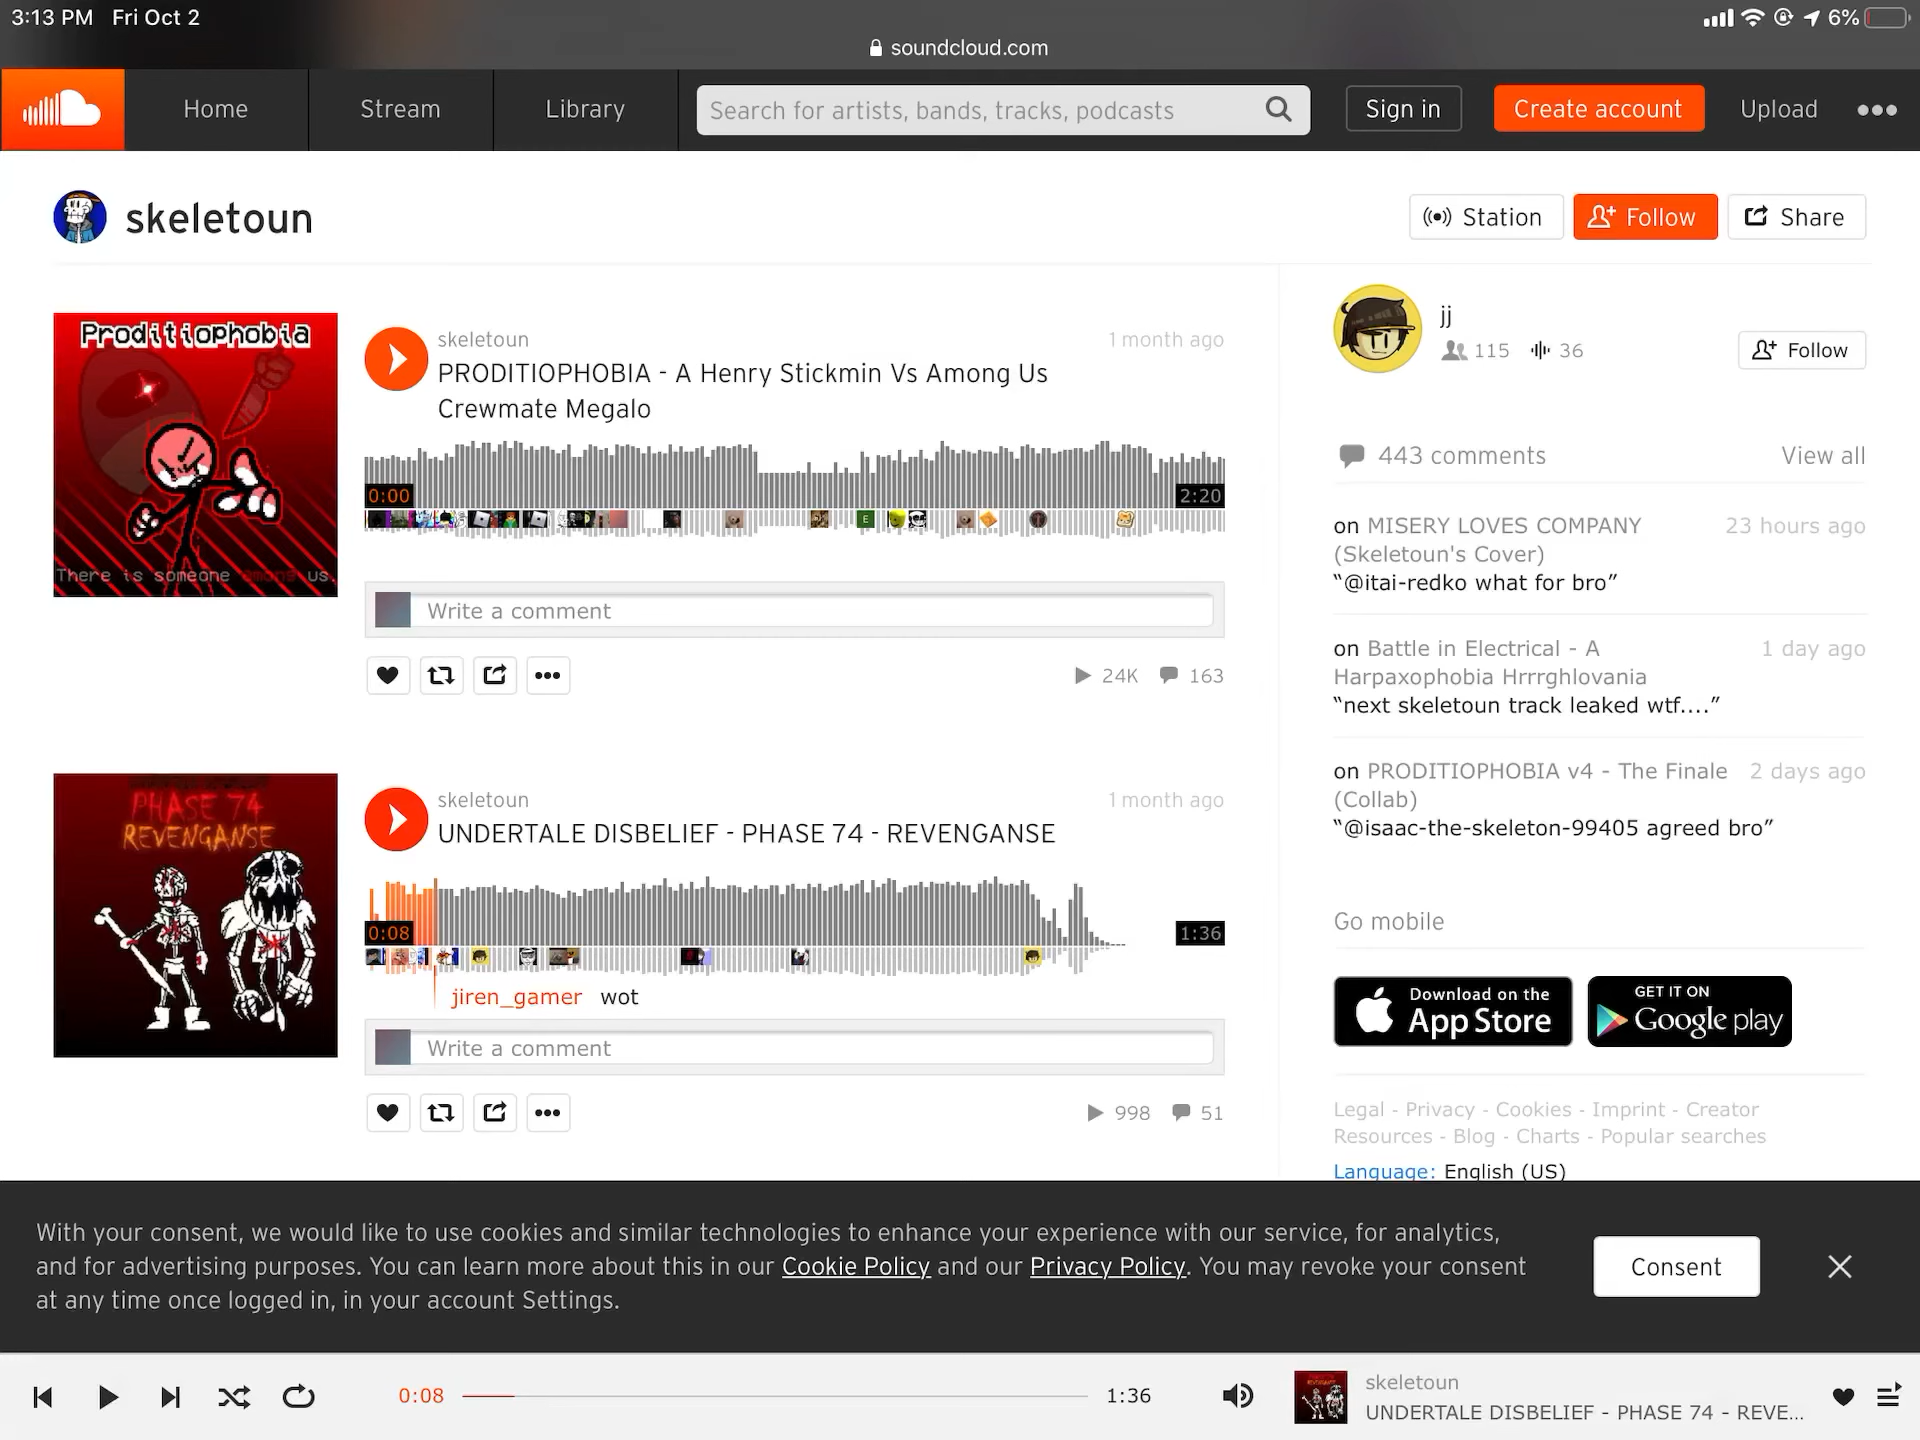 3:13 PM Fri Oct 2
6%
soundcloud.com
Home
Stream
Library
Search for artists, bands, tracks, podcasts
Sign in
Create account
Upload
skeletoun
Station
Follow
Share
Proditiophobia
There is someone among us.
skeletoun
1 month ago
PRODITIOPHOBIA - A Henry Stickmin Vs Among Us
Crewmate Megalo
0:00
2:20
E
Write a comment
24K
163
PHASE 74
REVENGANSE
skeletoun
1 month ago
UNDERTALE DISBELIEF - PHASE 74 - REVENGANSE
0:08
1:36
jiren_gamer wot
Write a comment
998
51
jj
115
36
Follow
443 comments
View all
on MISERY LOVES COMPANY
23 hours ago
(Skeletoun's Cover)
“@itai-redko what for bro”
on Battle in Electrical - A
1 day ago
Harpaxophobia Hrrrghlovania
“next skeletoun track leaked wtf....”
on PRODITIOPHOBIA v4 - The Finale
2 days ago
(Collab)
“@isaac-the-skeleton-99405 agreed bro”
Go mobile
Download on the
App Store
GET IT ON
Google play
Legal - Privacy - Cookies - Imprint - Creator
Resources - Blog - Charts - Popular searches
Language: English (US)
With your consent, we would like to use cookies and similar technologies to enhance your experience with our service, for analytics,
and for advertising purposes. You can learn more about this in our Cookie Policy and our Privacy Policy. You may revoke your consent
at any time once logged in, in your account Settings.
Consent
0:08
1:36
skeletoun
UNDERTALE DISBELIEF - PHASE 74 - REVE...